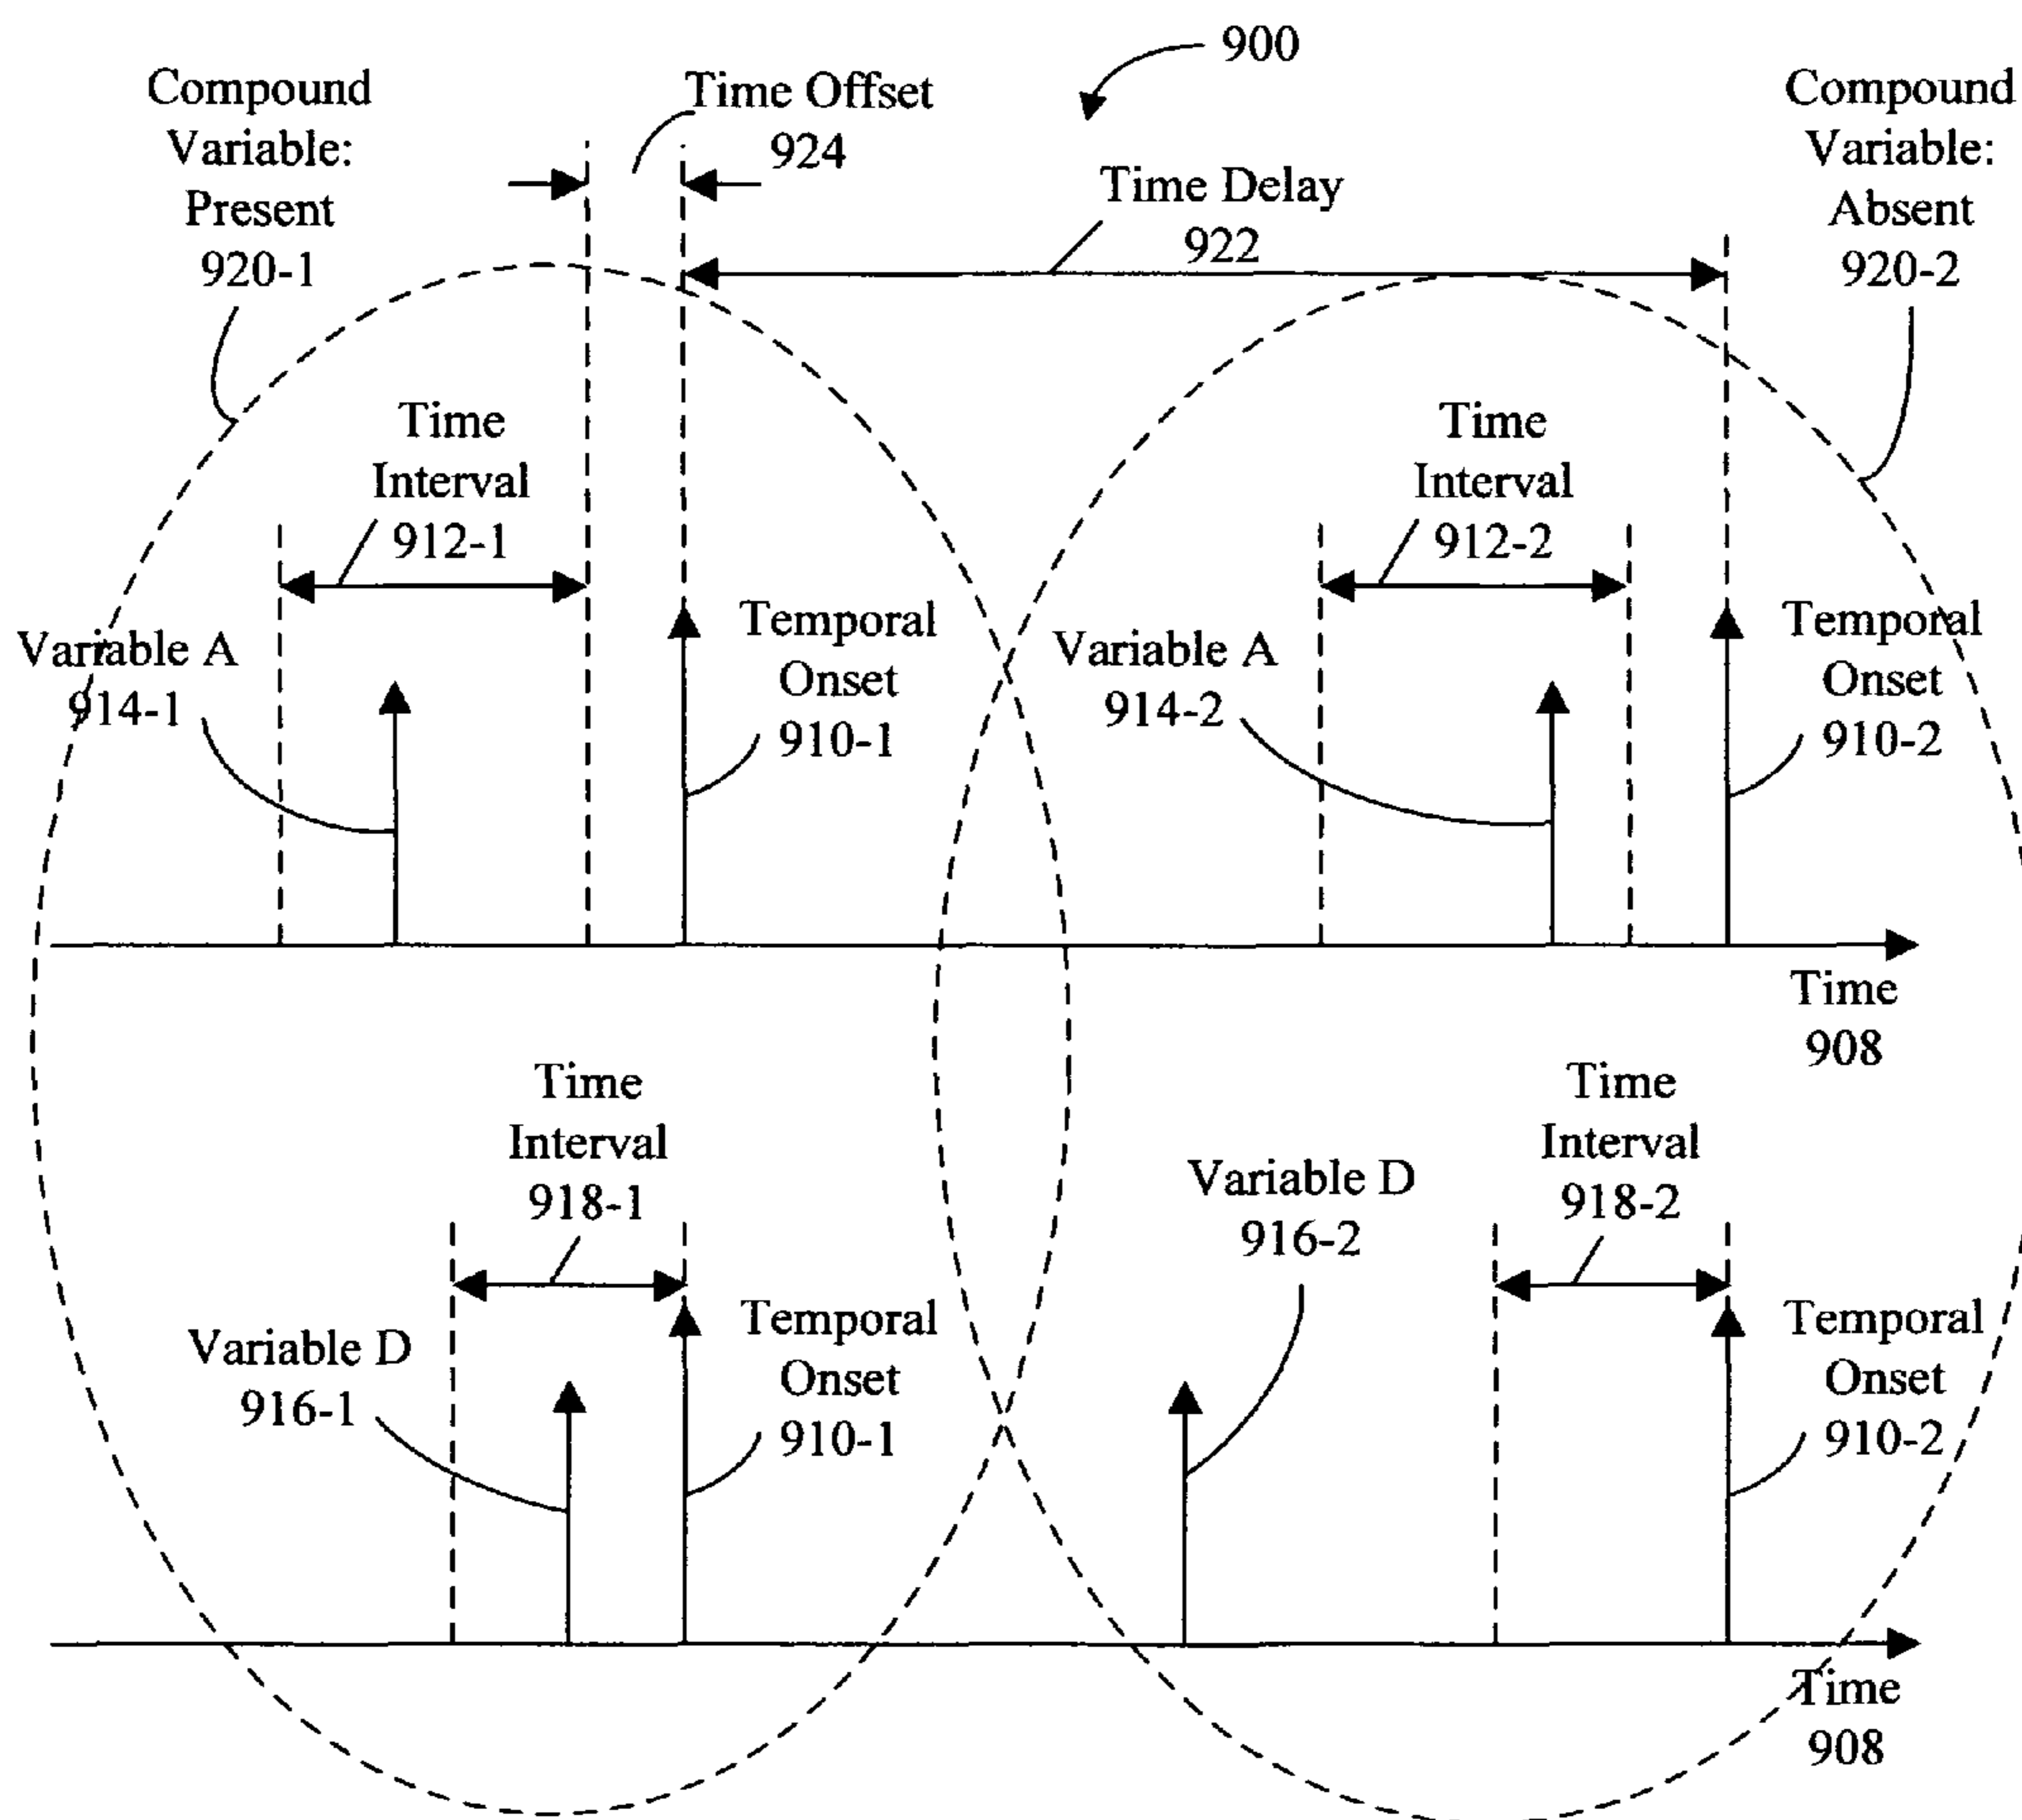 900
Compound
Variable:
Present
920-1
Time Offset
924
Time Delay
922
Compound
Variable:
Absent
920-2
Time
Interval
912-1
Time
Interval
912-2
Variable A
914-1
Temporal
Onset
910-1
Variable A
914-2
Temporal
Onset
910-2
Time
908
Time
Interval
918-1
Variable D
916-2
Time
Interval
918-2
Variable D
916-1
Temporal
Onset
910-1
Temporal
Onset
910-2
Time
908